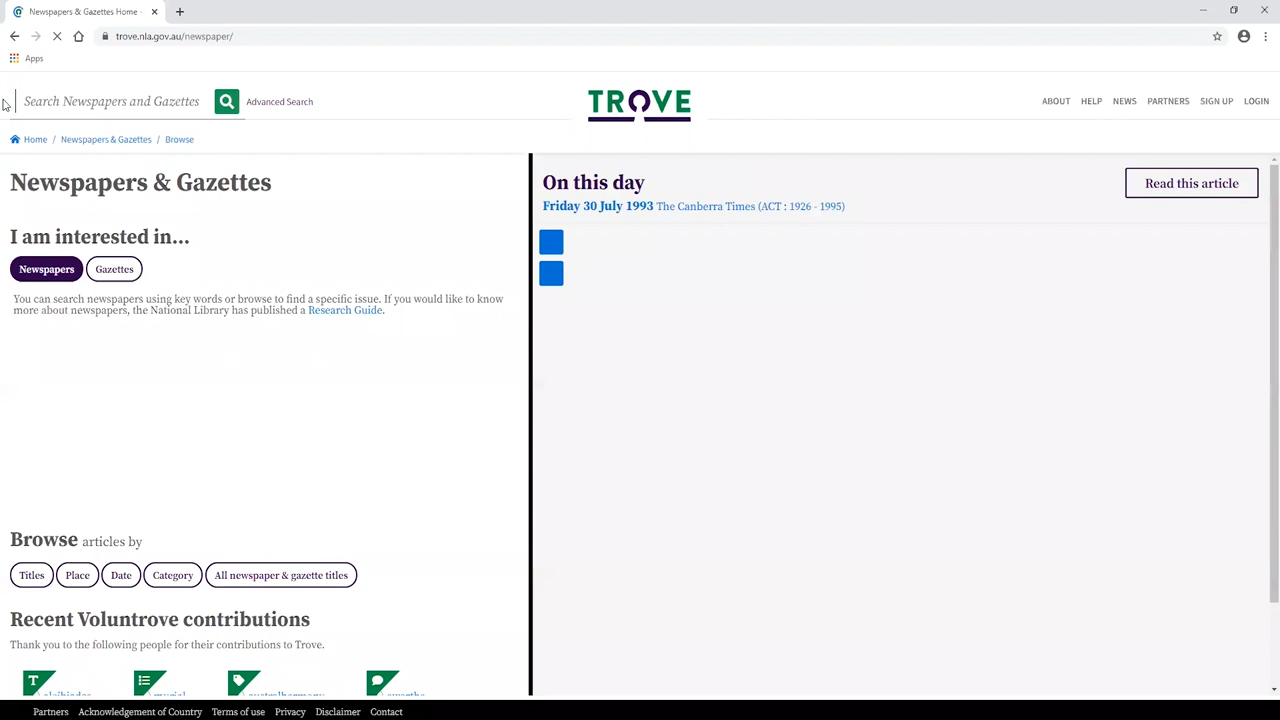 Newspapers & Gazettes Home -
trove.nla.gov.au/newspaper/
Apps
Search Newspapers and Gazettes
Advanced Search
TROVE
ABOUT HELP NEWS PARTNERS SIGN UP LOGIN
Home / Newspapers & Gazettes / Browse
Newspapers & Gazettes
I am interested in...
Newspapers Gazettes
You can search newspapers using key words or browse to find a specific issue. If you would like to know
more about newspapers, the National Library has published a Research Guide.
Browse articles by
Titles Place Date Category All newspaper & gazette titles
Recent Voluntrove contributions
Thank you to the following people for their contributions to Trove.
T
On this day
Read this article
Friday 30 July 1993 The Canberra Times (ACT : 1926 - 1995)
Partners Acknowledgement of Country Terms of use Privacy Disclaimer Contact